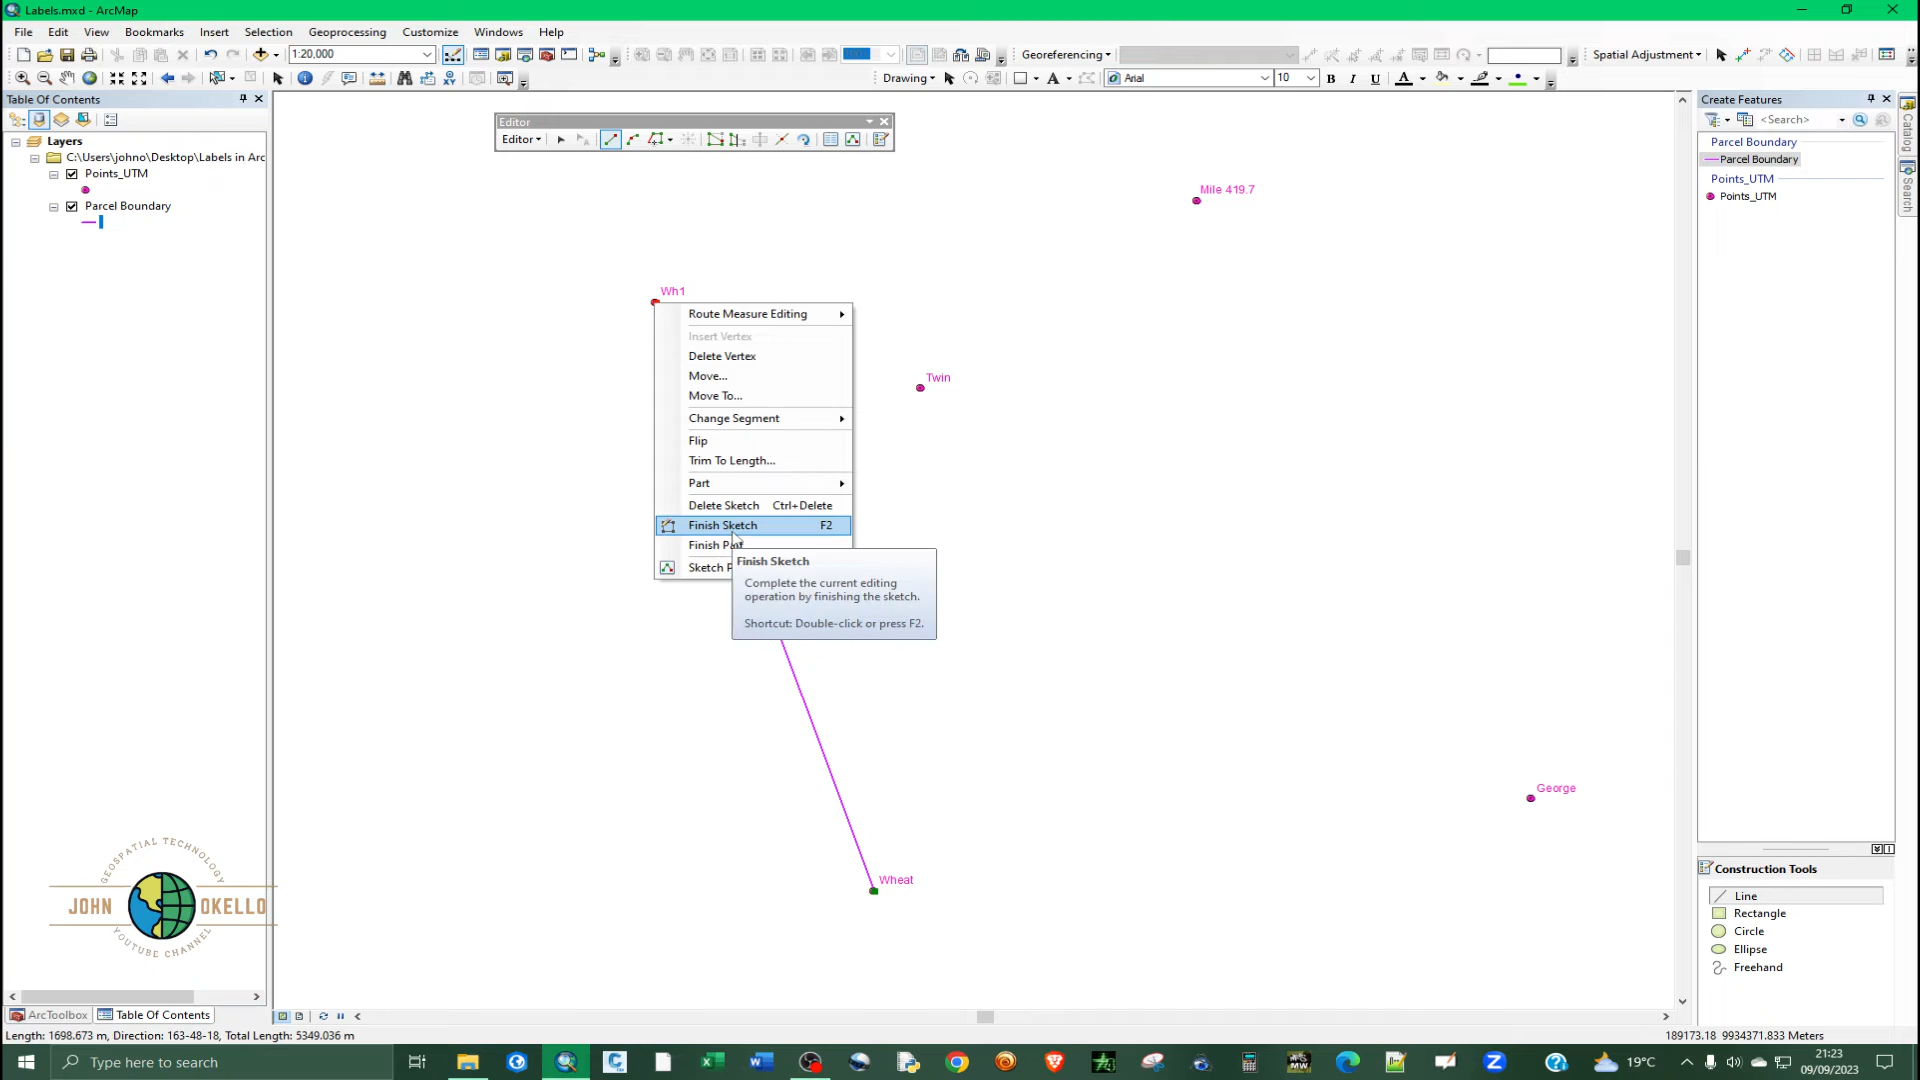 Labels.mxd - ArcMap
File Edit View Bookmarks Insert Selection Geoprocessing Customize Windows Help
1:20,000 Georeferencing Spatial Adjustment
Drawing A Arial 10 B I U A
Table Of Contents
Layers
C:\Users\johno\Desktop\Labels in Arc
Points_UTM
Parcel Boundary
Editor
Editor
Mile 419.7
Wh1
Twin
George
Wheat
Route Measure Editing
Insert Vertex
Delete Vertex
Move...
Move To...
Change Segment
Flip
Trim To Length...
Part
Delete Sketch Ctrl+Delete
Finish Sketch F2
Finish Part
Sketch P
Finish Sketch
Complete the current editing
operation by finishing the sketch.
Shortcut: Double-click or press F2.
Create Features
<Search>
Parcel Boundary
Parcel Boundary
Points_UTM
Points_UTM
Catalog
Search
Construction Tools
Line
Rectangle
Circle
Ellipse
Freehand
GEOSPATIAL TECHNOLOGY
JOHN OKELLO
YOUTUBE CHANNEL
ArcToolbox Table Of Contents
Length: 1698.673 m, Direction: 163-48-18, Total Length: 5349.036 m
189173.18 9934371.833 Meters
Type here to search
19°C
21:23
09/09/2023